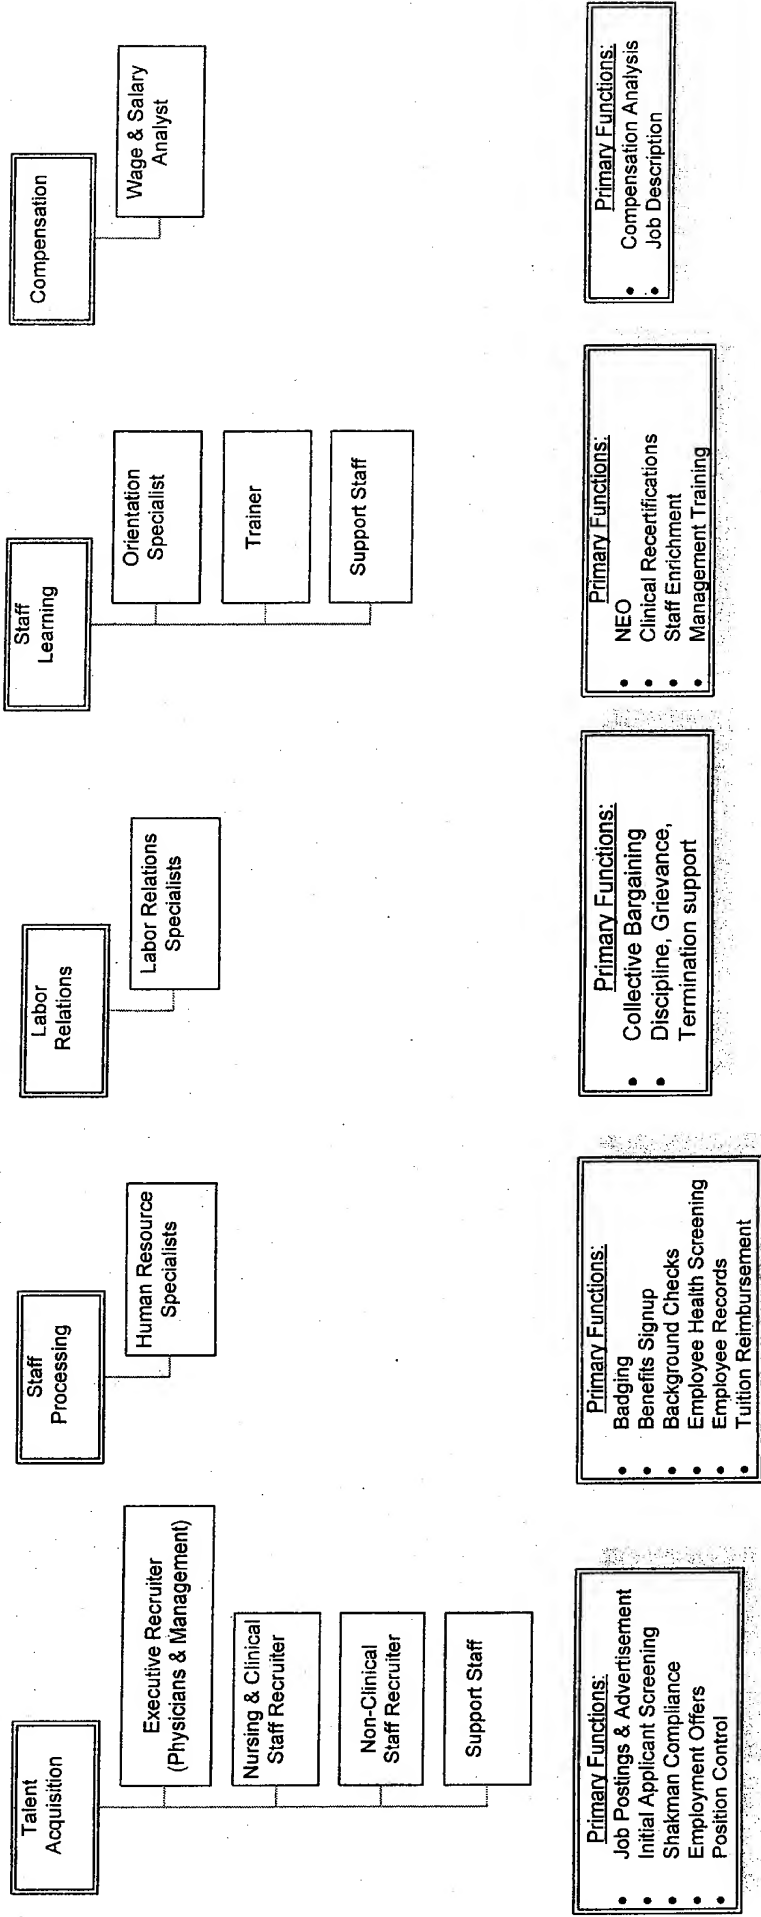 Talent
Acquisition
Executive Recruiter
(Physicians & Management)
Nursing & Clinical
Staff Recruiter
Non-Clinical
Staff Recruiter
Support Staff
Primary Functions:
• Job Postings & Advertisement
• Initial Applicant Screening
• Shakman Compliance
• Employment Offers
• Position Control
Staff
Processing
Human Resource
Specialists
Primary Functions:
• Badging
• Benefits Signup
• Background Checks
• Employee Health Screening
• Employee Records
• Tuition Reimbursement
Labor
Relations
Labor Relations
Specialists
Primary Functions:
• Collective Bargaining
• Discipline, Grievance,
Termination support
Staff
Learning
Orientation
Specialist
Trainer
Support Staff
Primary Functions:
• NEO
• Clinical Recertifications
• Staff Enrichment
• Management Training
Compensation
Wage & Salary
Analyst
Primary Functions:
• Compensation Analysis
• Job Description